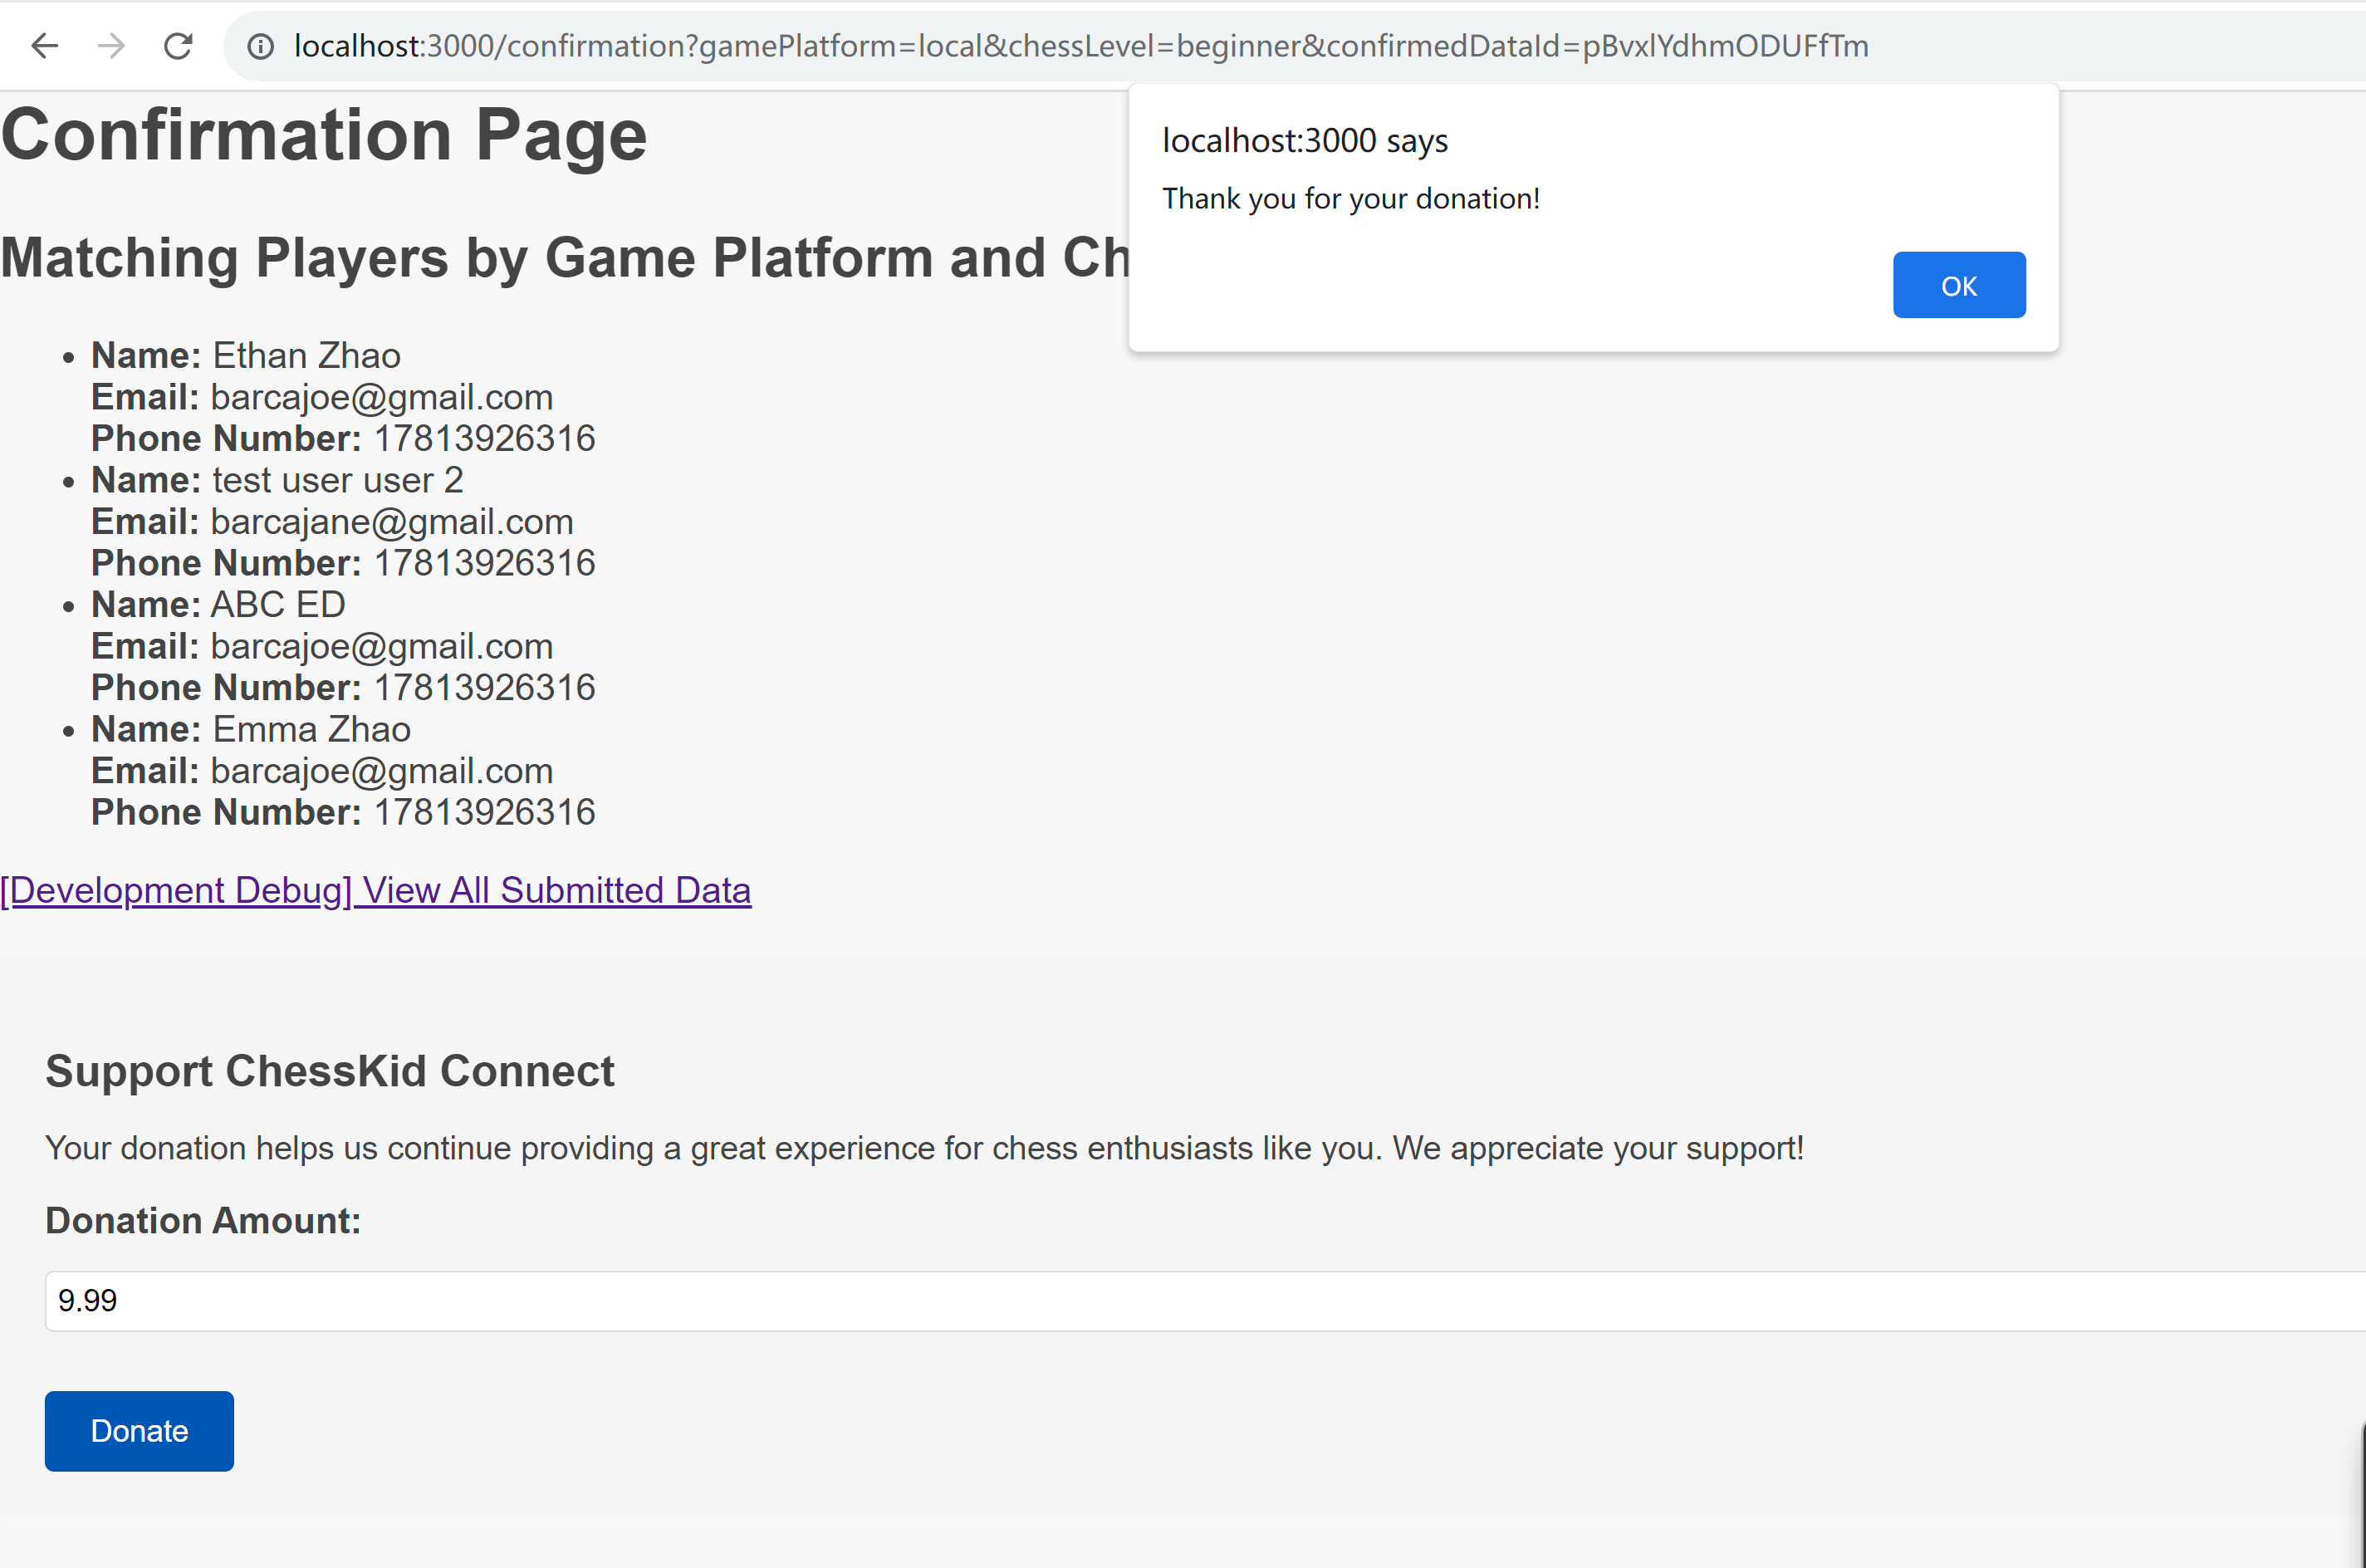 localhost:3000/confirmation?gamePlatform=local&chessLevel=beginner&confirmedDataId=pBvxlYdhmODUFfTm
Confirmation Page
localhost:3000 says
Thank you for your donation!
OK
Matching Players by Game Platform and Ch
Name: Ethan Zhao
Email: barcajoe@gmail.com
Phone Number: 17813926316
Name: test user user 2
Email: barcajane@gmail.com
Phone Number: 17813926316
Name: ABC ED
Email: barcajoe@gmail.com
Phone Number: 17813926316
Name: Emma Zhao
Email: barcajoe@gmail.com
Phone Number: 17813926316
[Development Debug] View All Submitted Data
Support ChessKid Connect
Your donation helps us continue providing a great experience for chess enthusiasts like you. We appreciate your support!
Donation Amount:
9.99
Donate